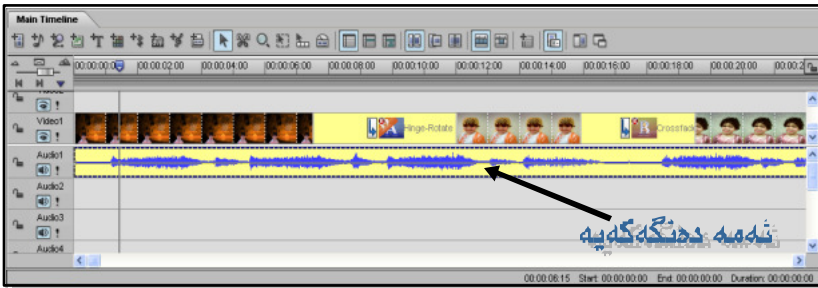 Main Timeline
00:00:00:0 00:00:02:00 00:00:04:00 00:00:06:00 00:00:08:00 00:00:10:00 00:00:12:00 00:00:14:00 00:00:16:00 00:00:18:00 00:00:20:00 00:00:2
Video1
Hinge-Rotate Crossfade
Audio1
Audio2
Audio3
Audio4
ئەمە دەنگەکەیە
00:00:06:15 Start: 00:00:00:00 End: 00:00:00:00 Duration: 00:00:00:00